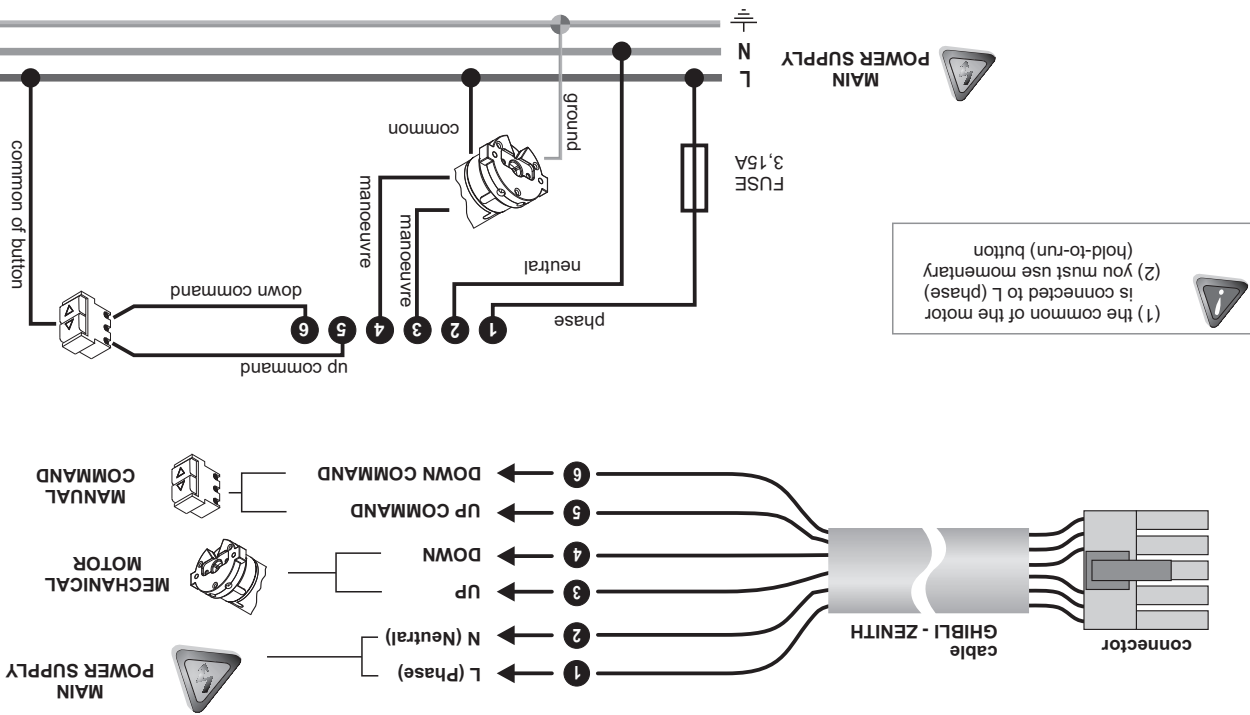 connector
cable
GHIBLI - ZENITH
1
L (Phase)
2
N (Neutral)
MAIN
POWER SUPPLY
3
UP
4
DOWN
MECHANICAL
MOTOR
5
UP COMMAND
6
DOWN COMMAND
MANUAL
COMMAND
(1) the common of the motor
is connected to L (phase)
(2) you must use momentary
(hold-to-run) button
phase
neutral
1
2
3
4
5
6
up command
down command
manoeuvre
manoeuvre
FUSE
3,15A
ground
common
common of button
MAIN
POWER SUPPLY
L
N